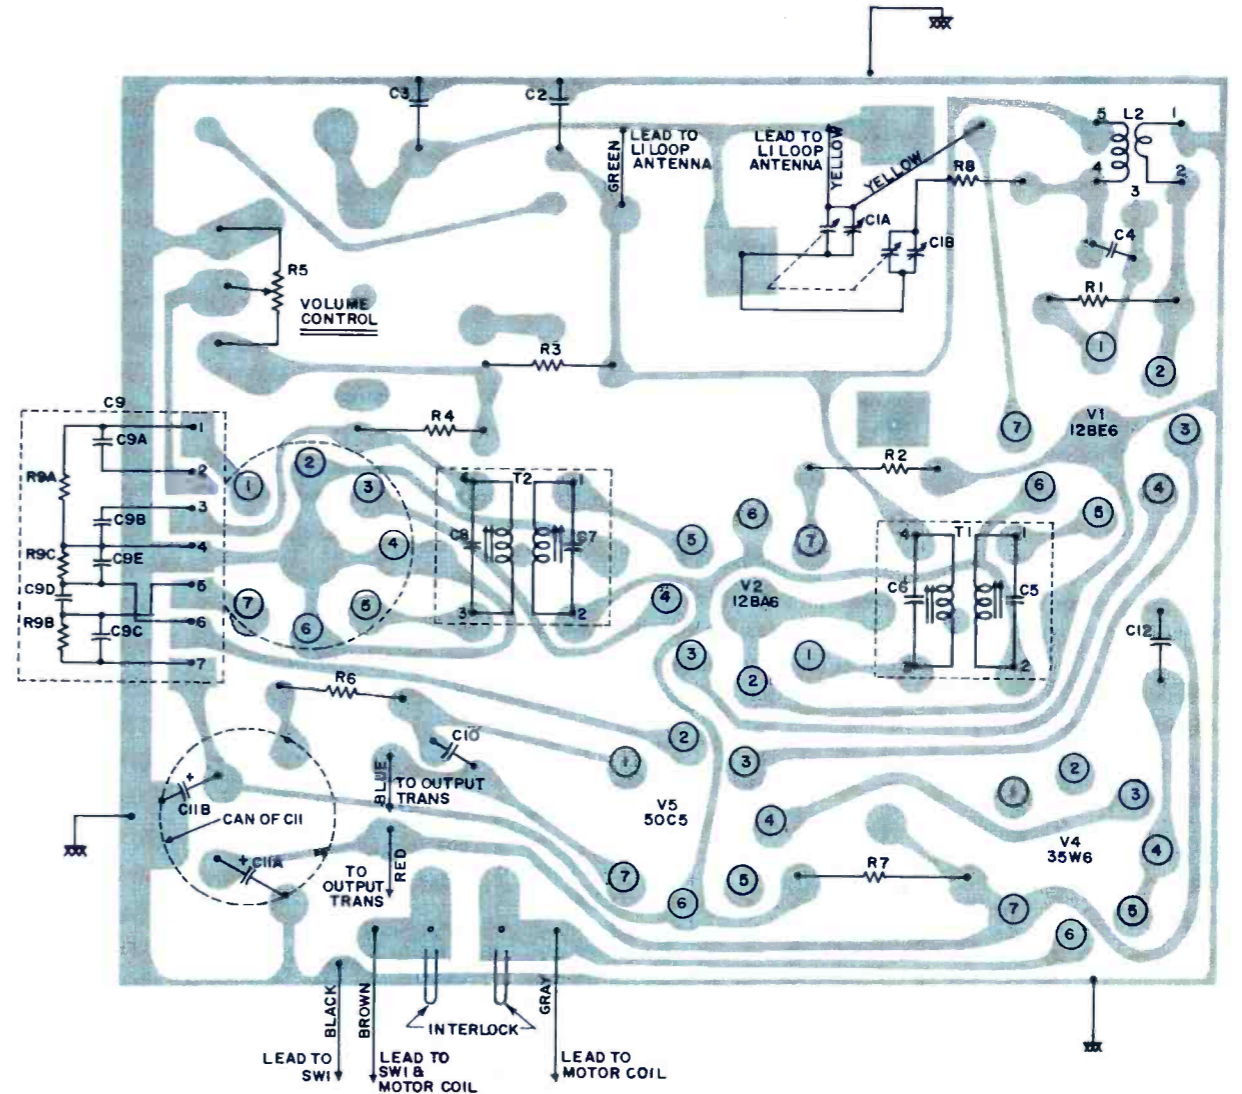 C3
C2
LEAD TO
L1 LOOP
ANTENNA
GREEN
LEAD TO
L1 LOOP
ANTENNA
YELLOW
YELLOW
R8
5
L2
1
4
3
2
C1A
C1B
C4
R1
1
2
R5
VOLUME
CONTROL
R3
C9
1
C9A
2
R9A
3
C9B
4
R9C
C9E
5
C9D
6
R9B
C9C
7
R4
1
2
3
4
5
6
7
T2
4
1
C8
C7
3
2
R2
7
V1
12BE6
3
6
4
5
5
6
7
V2
12BA6
4
3
2
1
T1
4
1
C6
C5
3
2
C12
R6
C10
BLUE
TO OUTPUT
TRANS
1
2
3
V5
50C5
4
5
6
7
1
2
3
V4
35W6
4
5
6
7
R7
+
C11B
CAN OF C11
+
C11A
RED
TO
OUTPUT
TRANS
BLACK
BROWN
GRAY
INTERLOCK
LEAD TO
SW1
LEAD TO
SW1 &
MOTOR COIL
LEAD TO
MOTOR COIL